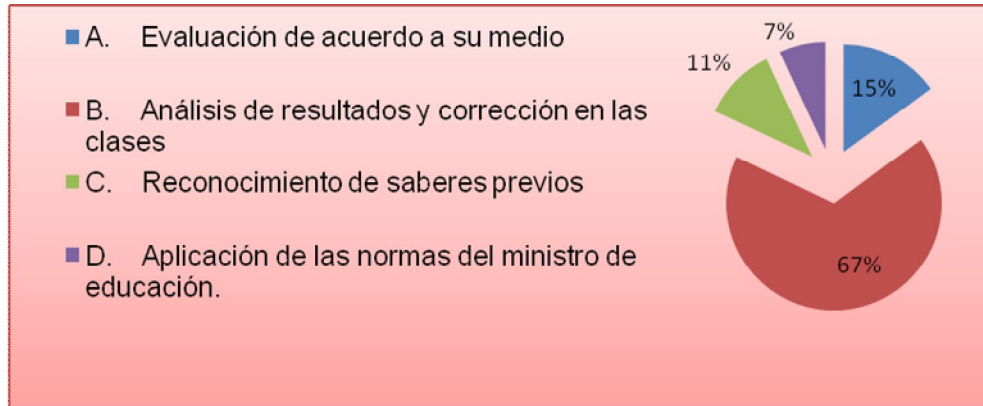 A. Evaluación de acuerdo a su medio
B. Análisis de resultados y corrección en las
clases
C. Reconocimiento de saberes previos
D. Aplicación de las normas del ministro de
educación.
7%
11%
15%
67%